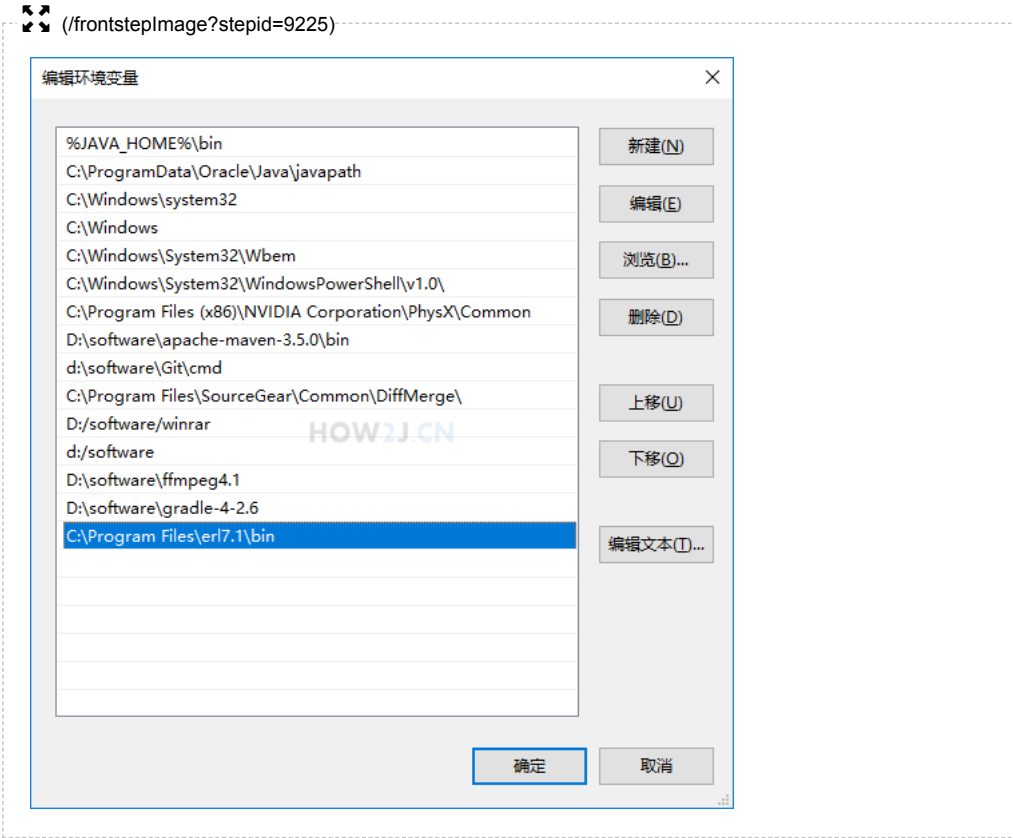 (/frontstepImage?stepid=9225)
编辑环境变量
%JAVA_HOME%\bin
C:\ProgramData\Oracle\Java\javapath
C:\Windows\system32
C:\Windows
C:\Windows\System32\Wbem
C:\Windows\System32\WindowsPowerShell\v1.0\
C:\Program Files (x86)\NVIDIA Corporation\PhysX\Common
D:\software\apache-maven-3.5.0\bin
d:\software\Git\cmd
C:\Program Files\SourceGear\Common\DiffMerge\
D:/software/winrar
d:/software
D:\software\ffmpeg4.1
D:\software\gradle-4-2.6
C:\Program Files\erl7.1\bin
HOW2J.CN
新建(N)
编辑(E)
浏览(B)...
删除(D)
上移(U)
下移(O)
编辑文本(T)...
确定
取消